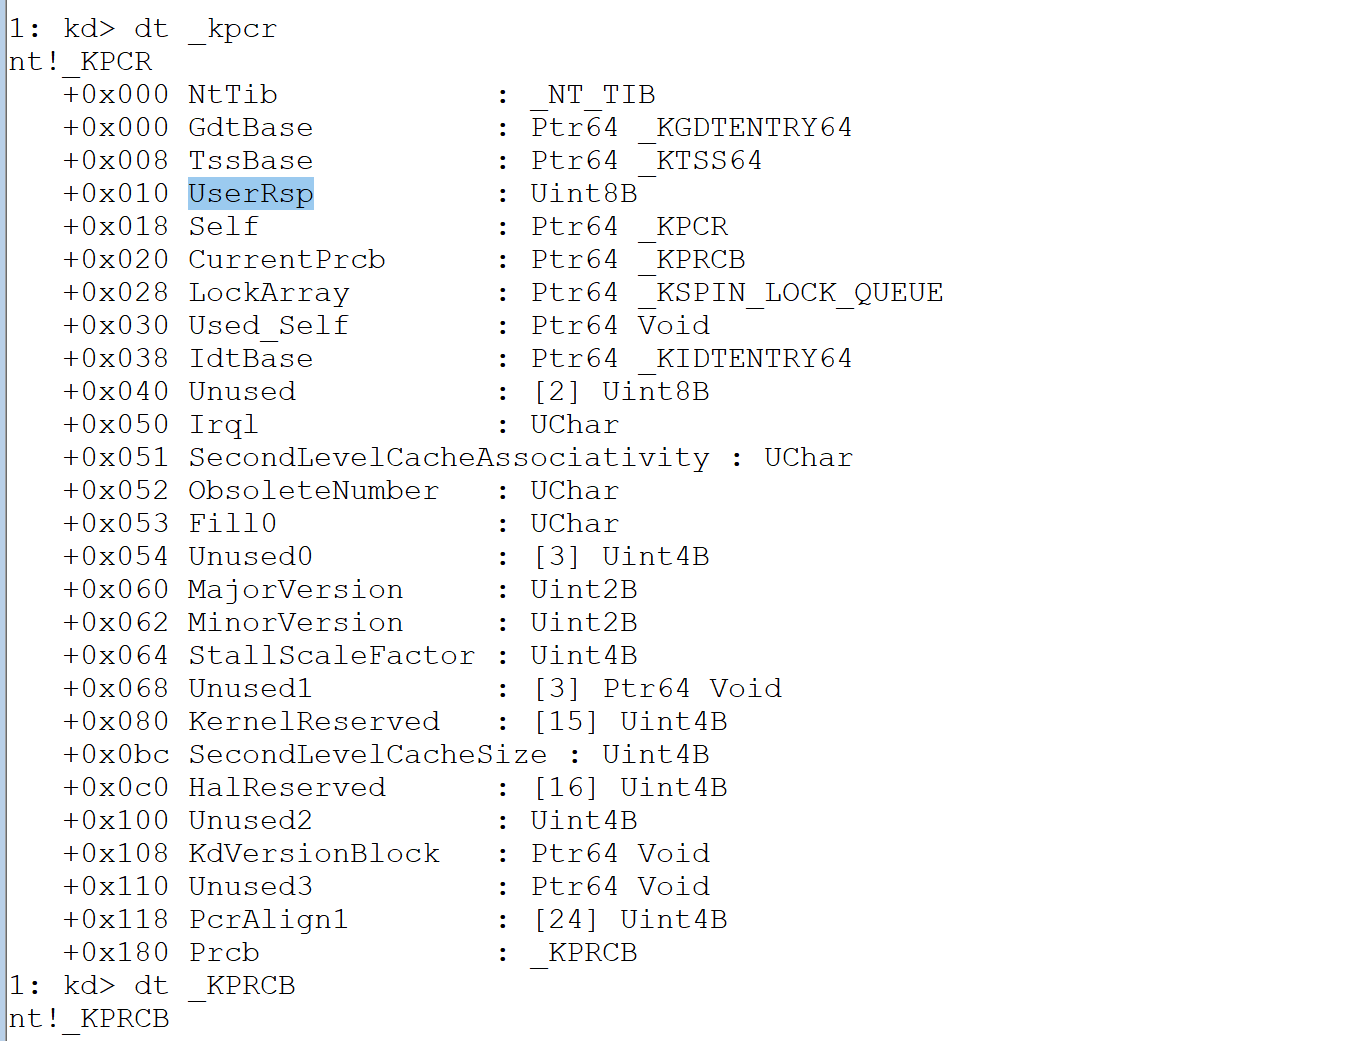 1: kd> dt _kpcr
nt!_KPCR
   +0x000 NtTib            : _NT_TIB
   +0x000 GdtBase          : Ptr64 _KGDTENTRY64
   +0x008 TssBase          : Ptr64 _KTSS64
   +0x010 UserRsp          : Uint8B
   +0x018 Self             : Ptr64 _KPCR
   +0x020 CurrentPrcb      : Ptr64 _KPRCB
   +0x028 LockArray        : Ptr64 _KSPIN_LOCK_QUEUE
   +0x030 Used_Self        : Ptr64 Void
   +0x038 IdtBase          : Ptr64 _KIDTENTRY64
   +0x040 Unused           : [2] Uint8B
   +0x050 Irql             : UChar
   +0x051 SecondLevelCacheAssociativity : UChar
   +0x052 ObsoleteNumber   : UChar
   +0x053 Fill0            : UChar
   +0x054 Unused0          : [3] Uint4B
   +0x060 MajorVersion     : Uint2B
   +0x062 MinorVersion     : Uint2B
   +0x064 StallScaleFactor : Uint4B
   +0x068 Unused1          : [3] Ptr64 Void
   +0x080 KernelReserved   : [15] Uint4B
   +0x0bc SecondLevelCacheSize : Uint4B
   +0x0c0 HalReserved      : [16] Uint4B
   +0x100 Unused2          : Uint4B
   +0x108 KdVersionBlock   : Ptr64 Void
   +0x110 Unused3          : Ptr64 Void
   +0x118 PcrAlign1        : [24] Uint4B
   +0x180 Prcb             : _KPRCB
1: kd> dt _KPRCB
nt!_KPRCB